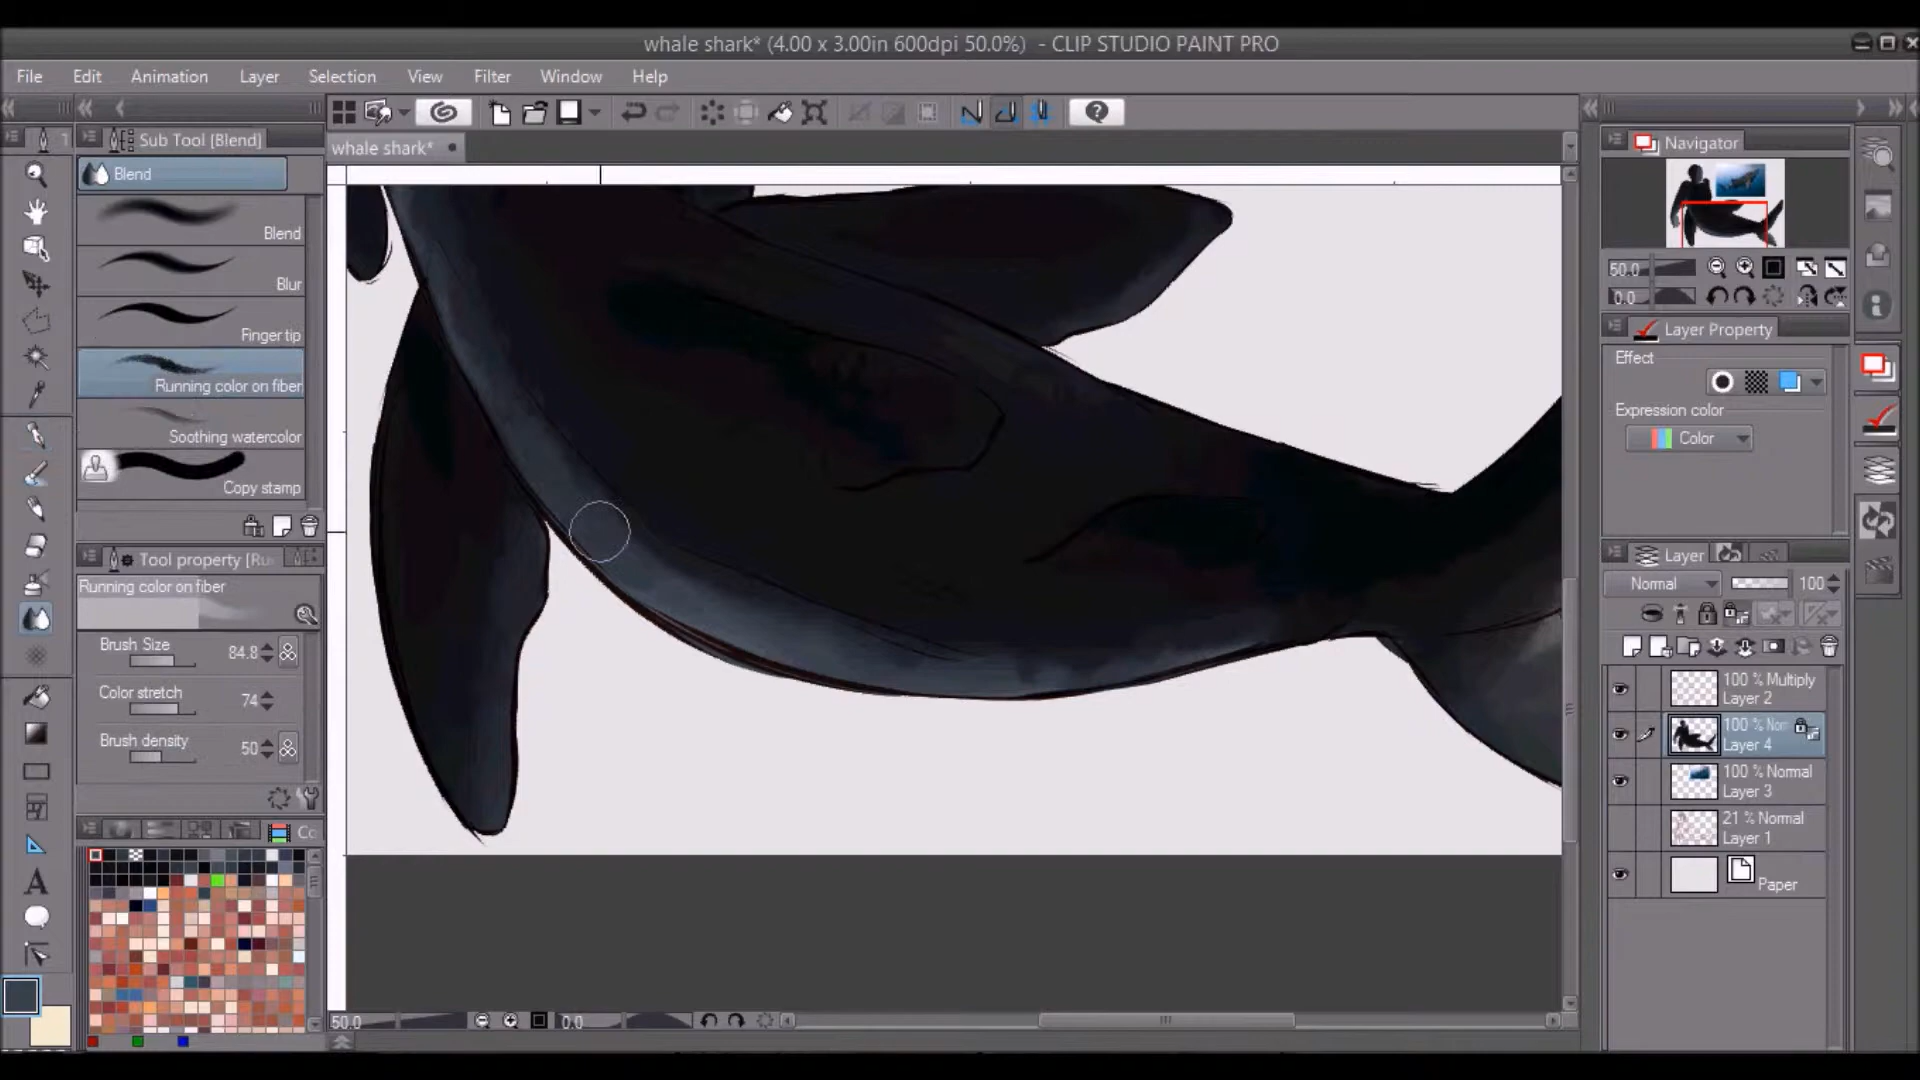 whale shark* (4.00 x 3.00in 600dpi 50.0%) - CLIP STUDIO PAINT PRO
File Edit Animation Layer Selection View Filter Window Help
Sub Tool [Blend]
whale shark*
Navigator
Blend
Blend
Blur
Finger tip
Running color on fiber
Soothing watercolor
Copy stamp
50.0
0.0
Layer Property
Effect
Expression color
Color
Tool property [Ru
Running color on fiber
Brush Size 84.8
Color stretch 74
Brush density 50
Co
Layer
Normal 100
100 % Multiply
Layer 2
100 % Nor
Layer 4
100 % Normal
Layer 3
21 % Normal
Layer 1
Paper
50.0 0.0